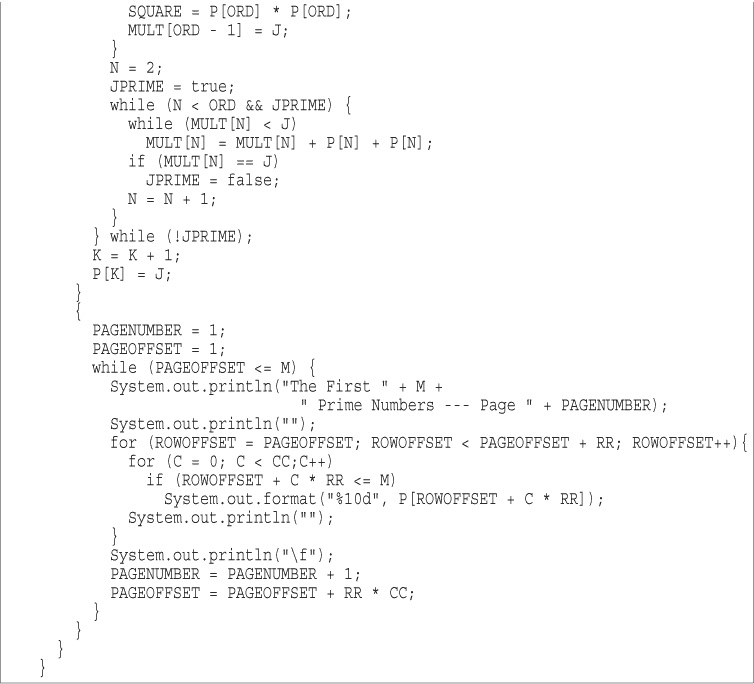 SQUARE = P[ORD] * P[ORD];
MULT[ORD - 1] = J;
}
N = 2;
JPRIME = true;
while (N < ORD && JPRIME) {
while (MULT[N] < J)
MULT[N] = MULT[N] + P[N] + P[N];
if (MULT[N] == J)
JPRIME = false;
N = N + 1;
}
} while (!JPRIME);
K = K + 1;
P[K] = J;
}
{
PAGENUMBER = 1;
PAGEOFFSET = 1;
while (PAGEOFFSET <= M) {
System.out.println("The First " + M +
" Prime Numbers --- Page " + PAGENUMBER);
System.out.println("");
for (ROWOFFSET = PAGEOFFSET; ROWOFFSET < PAGEOFFSET + RR; ROWOFFSET++){
for (C = 0; C < CC;C++)
if (ROWOFFSET + C * RR <= M)
System.out.format("%10d", P[ROWOFFSET + C * RR]);
System.out.println("");
}
System.out.println("\f");
PAGENUMBER = PAGENUMBER + 1;
PAGEOFFSET = PAGEOFFSET + RR * CC;
}
}
}
}